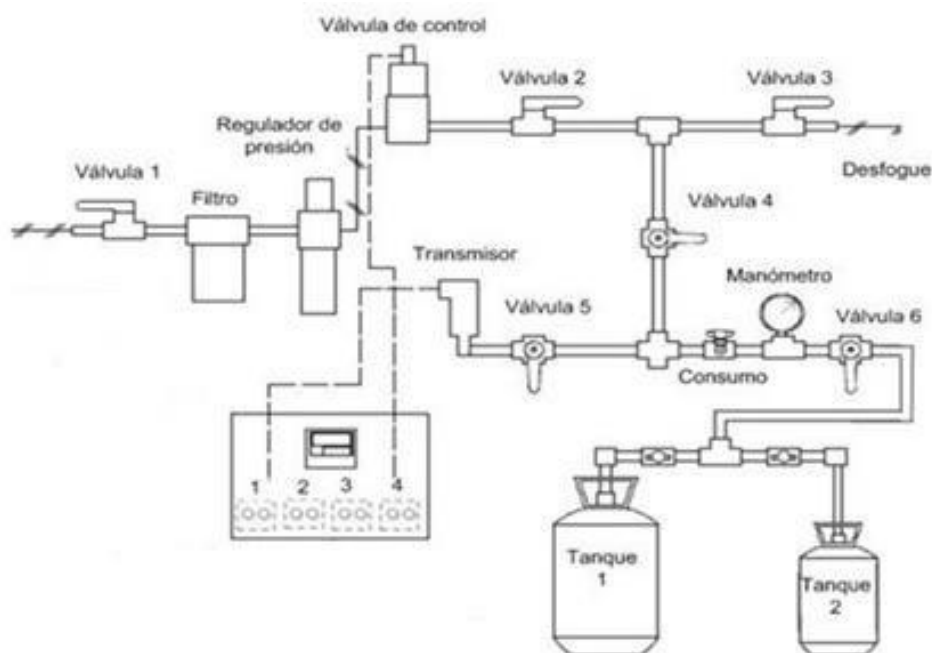 Válvula de control
Válvula 2
Válvula 3
Regulador de
presión
Válvula 1
Filtro
Desfogue
Válvula 4
Transmisor
Manómetro
Válvula 5
Válvula 6
Consumo
1 2 3 4
Tanque
1
Tanque
2